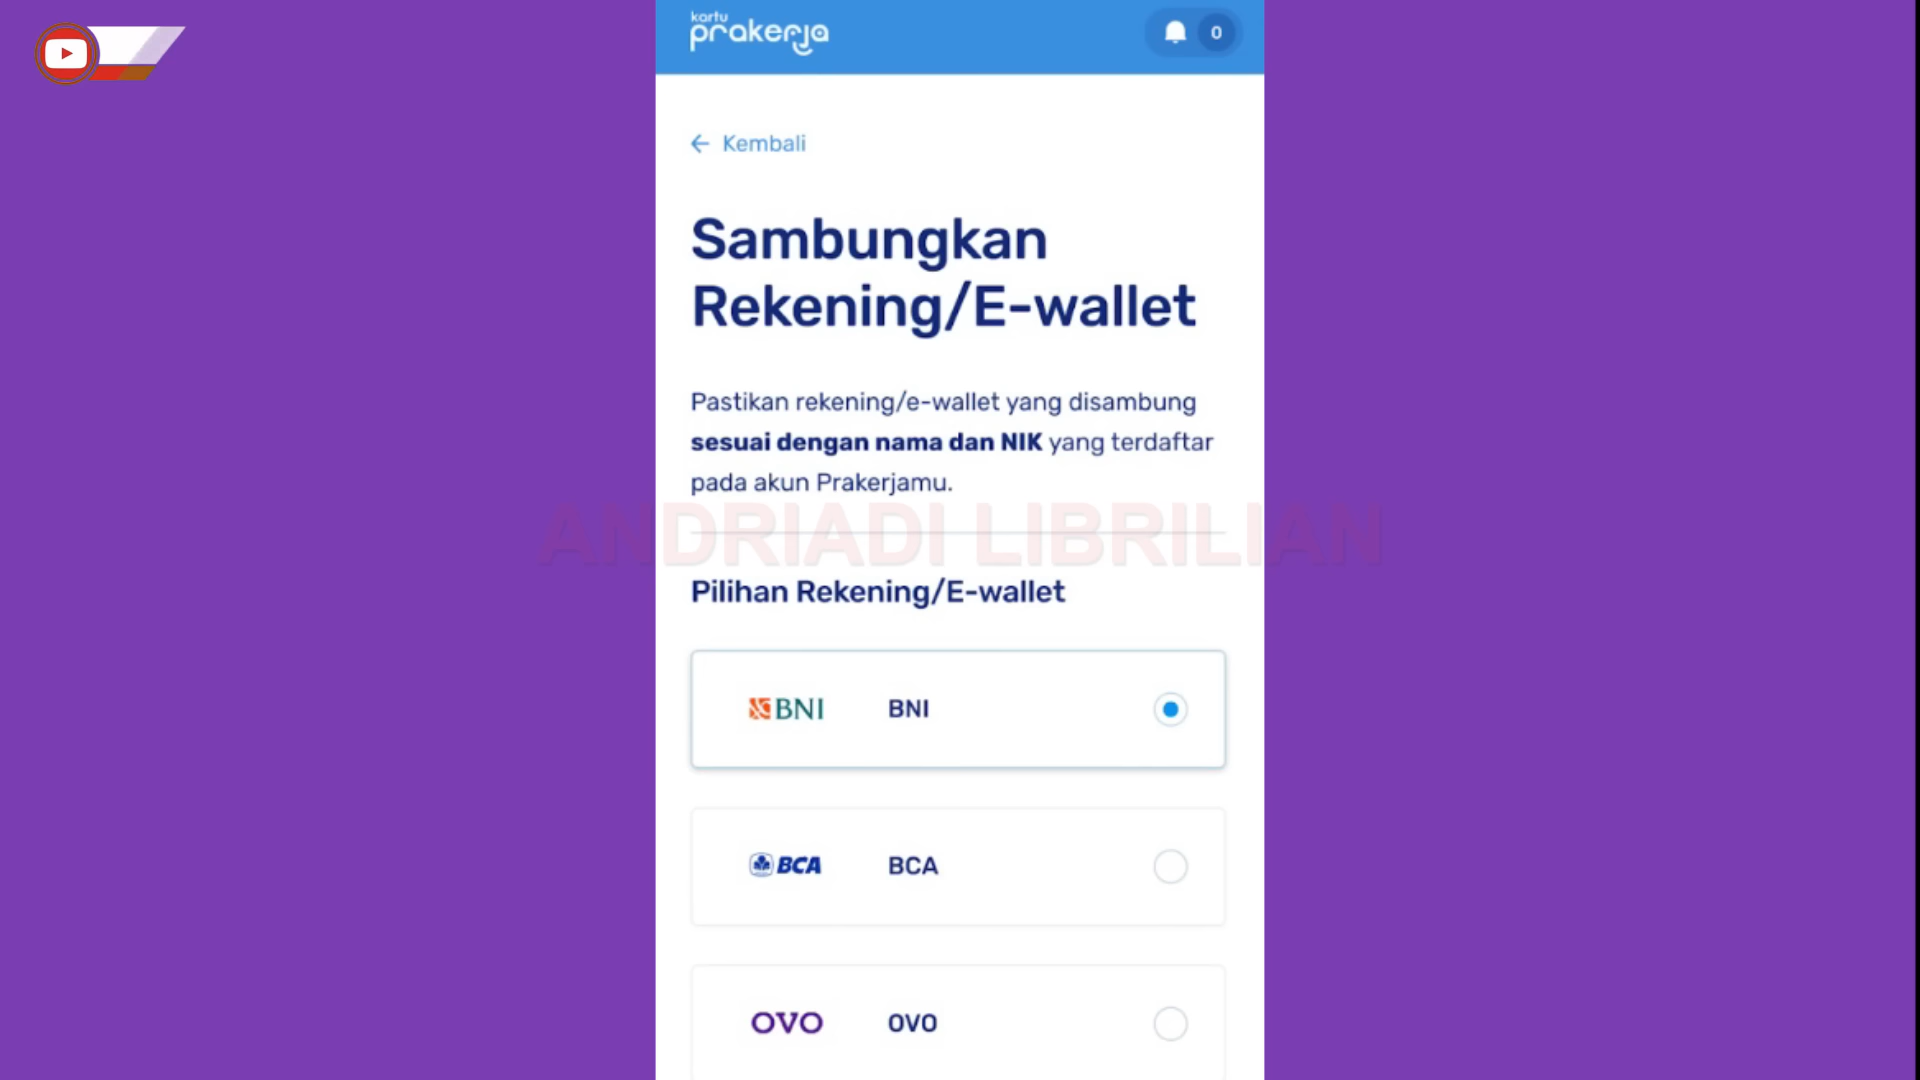 kartu
prakerja
0
← Kembali
Sambungkan
Rekening/E-wallet
Pastikan rekening/e-wallet yang disambung
sesuai dengan nama dan NIK yang terdaftar
pada akun Prakerjamu.
ANDRIADI LIBRILIAN
Pilihan Rekening/E-wallet
BNI BNI
BCA BCA
OVO OVO